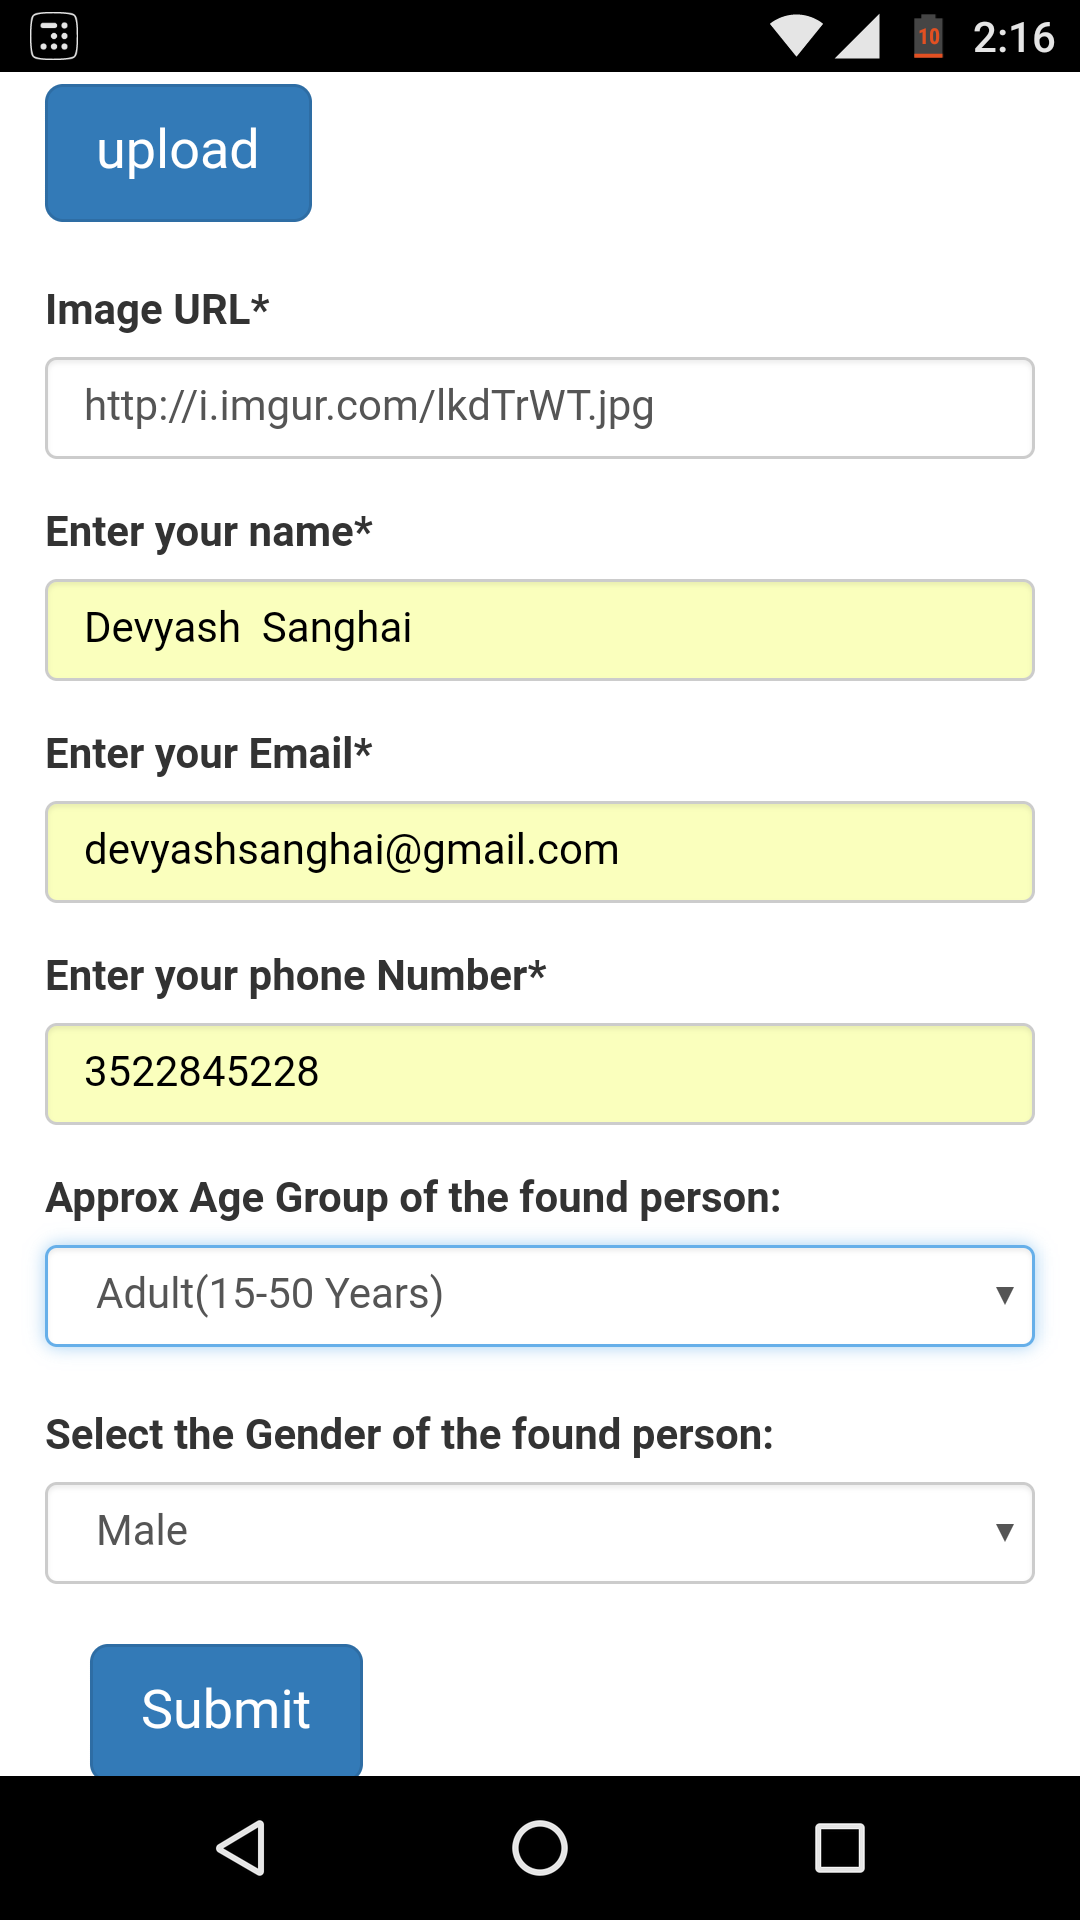 10 2:16
upload
Image URL*
http://i.imgur.com/lkdTrWT.jpg
Enter your name*
Devyash  Sanghai
Enter your Email*
devyashsanghai@gmail.com
Enter your phone Number*
3522845228
Approx Age Group of the found person:
Adult(15-50 Years)
Select the Gender of the found person:
Male
Submit